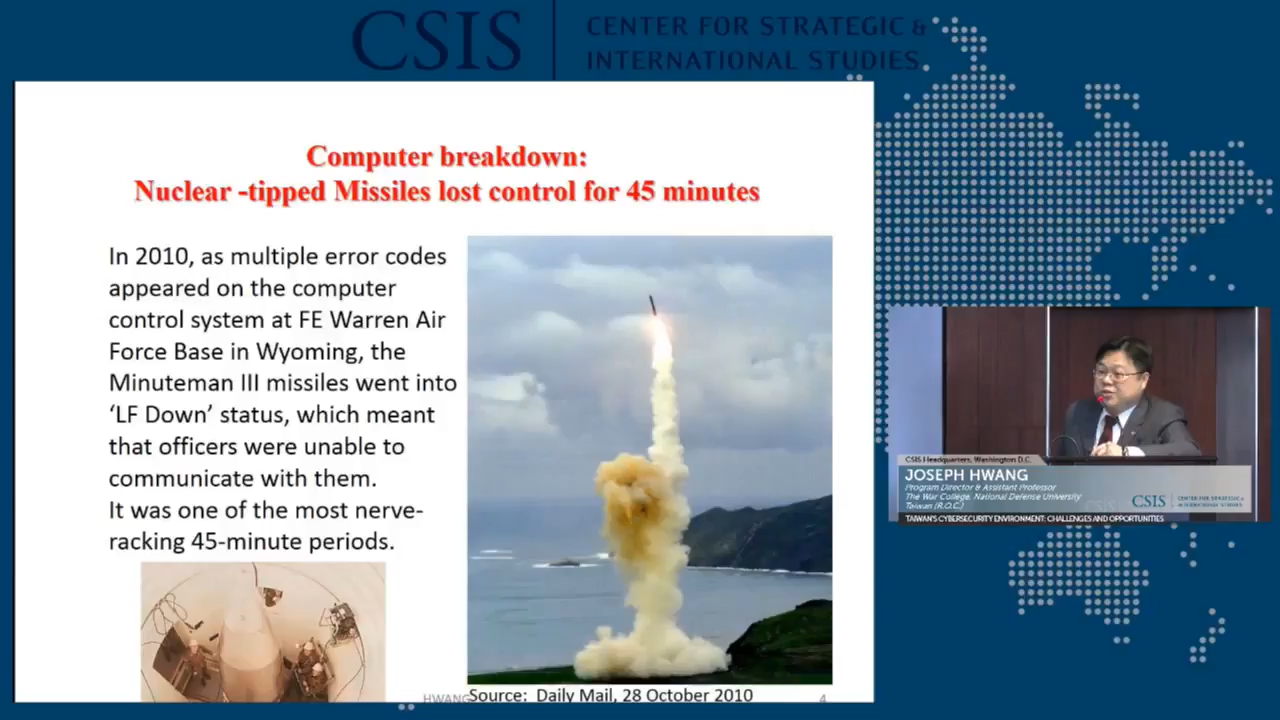 CSIS
CENTER FOR STRATEGIC &
INTERNATIONAL STUDIES
Computer breakdown:
Nuclear -tipped Missiles lost control for 45 minutes
In 2010, as multiple error codes
appeared on the computer
control system at FE Warren Air
Force Base in Wyoming, the
Minuteman III missiles went into
‘LF Down’ status, which meant
that officers were unable to
communicate with them.
It was one of the most nerve-
racking 45-minute periods.
HWANG
Source: Daily Mail, 28 October 2010
4
CSIS Headquarters, Washington D.C.
JOSEPH HWANG
Program Director & Assistant Professor
The War College, National Defense University
Taiwan (R.O.C.)
CSIS
CENTER FOR STRATEGIC &
INTERNATIONAL STUDIES
TAIWAN'S CYBERSECURITY ENVIRONMENT: CHALLENGES AND OPPORTUNITIES